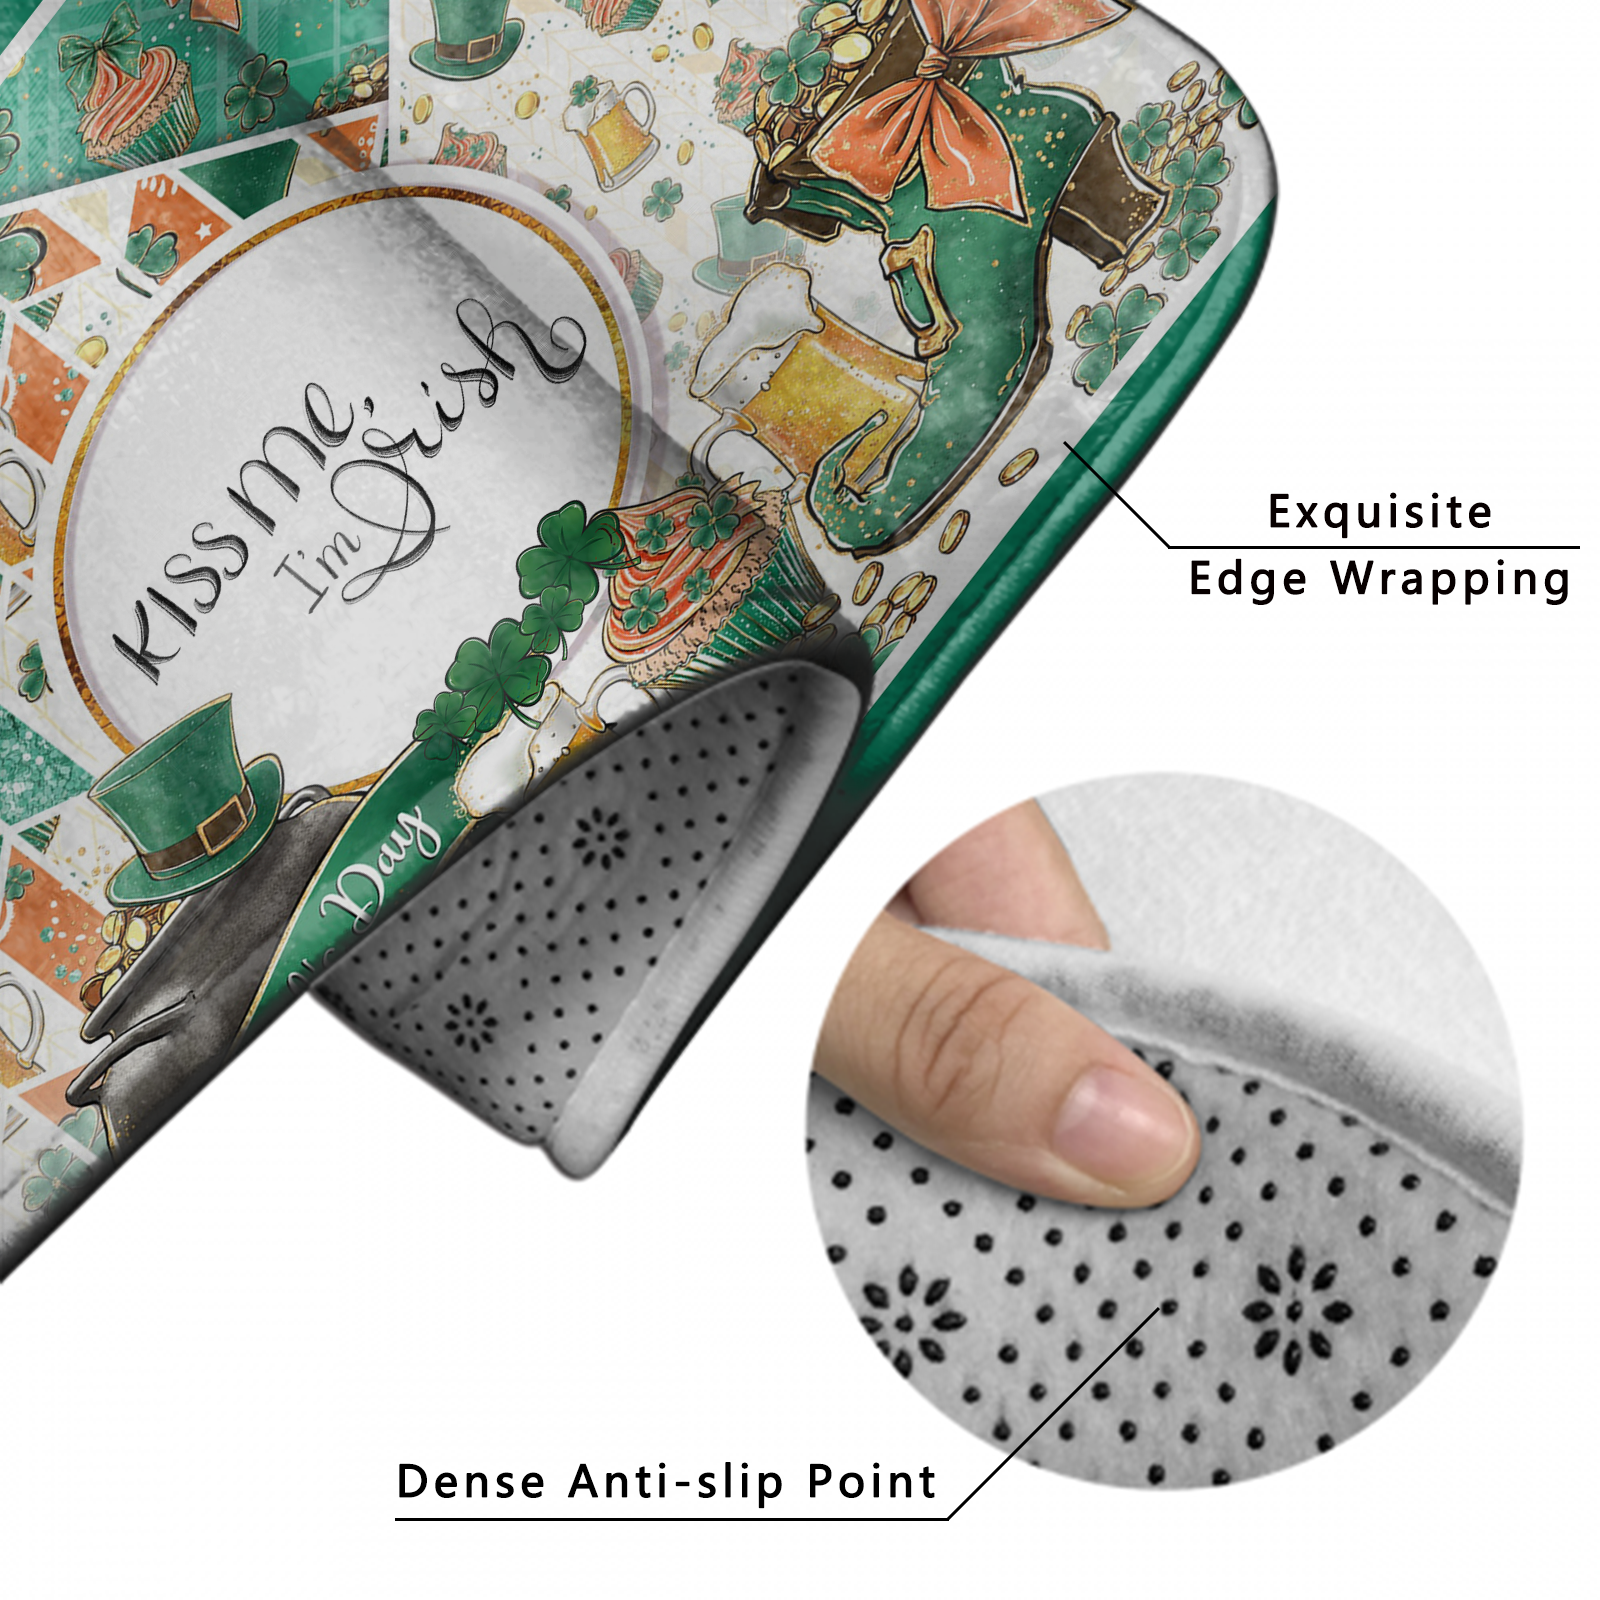 KISS me,
I'm Irish
Day
Exquisite
Edge Wrapping
Dense Anti-slip Point